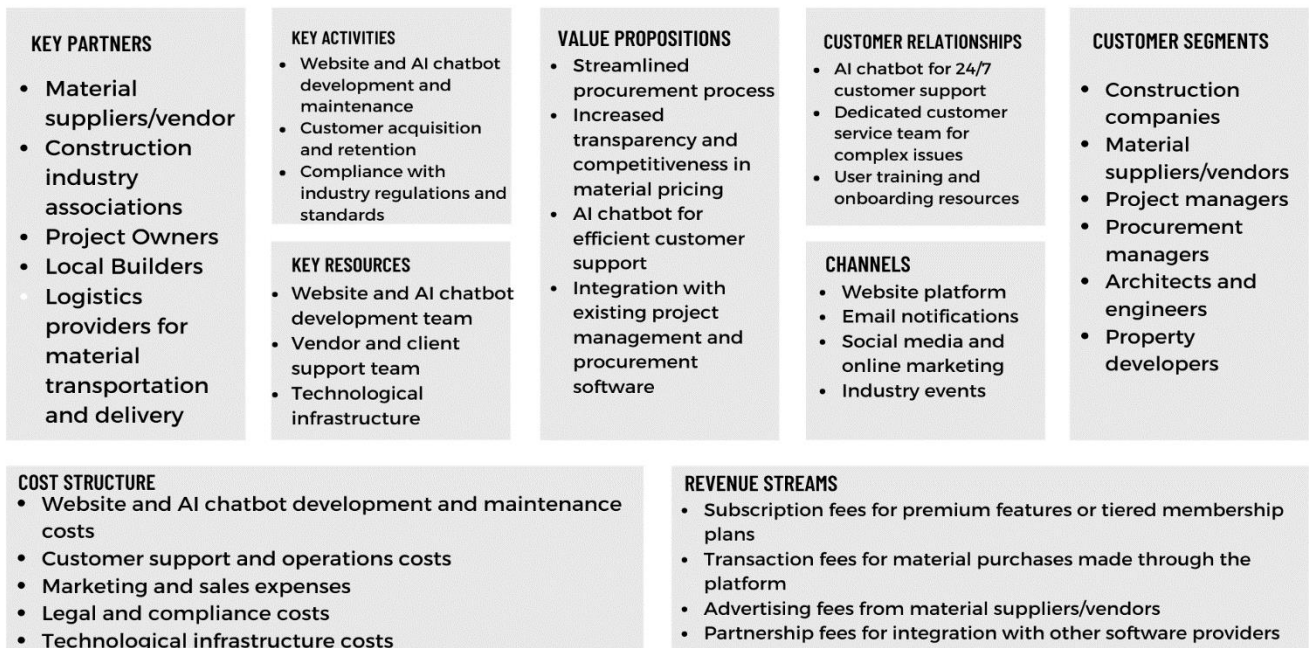 KEY PARTNERS
• Material
suppliers/vendor
• Construction
industry
associations
• Project Owners
• Local Builders
• Logistics
providers for
material
transportation
and delivery
KEY ACTIVITIES
• Website and AI chatbot
development and
maintenance
• Customer acquisition
and retention
• Compliance with
industry regulations and
standards
KEY RESOURCES
• Website and AI chatbot
development team
• Vendor and client
support team
• Technological
infrastructure
VALUE PROPOSITIONS
• Streamlined
procurement process
• Increased
transparency and
competitiveness in
material pricing
• AI chatbot for
efficient customer
support
• Integration with
existing project
management and
procurement
software
CUSTOMER RELATIONSHIPS
• AI chatbot for 24/7
customer support
• Dedicated customer
service team for
complex issues
• User training and
onboarding resources
CHANNELS
• Website platform
• Email notifications
• Social media and
online marketing
• Industry events
CUSTOMER SEGMENTS
• Construction
companies
• Material
suppliers/vendors
• Project managers
• Procurement
managers
• Architects and
engineers
• Property
developers
COST STRUCTURE
• Website and AI chatbot development and maintenance
costs
• Customer support and operations costs
• Marketing and sales expenses
• Legal and compliance costs
• Technological infrastructure costs
REVENUE STREAMS
• Subscription fees for premium features or tiered membership
plans
• Transaction fees for material purchases made through the
platform
• Advertising fees from material suppliers/vendors
• Partnership fees for integration with other software providers